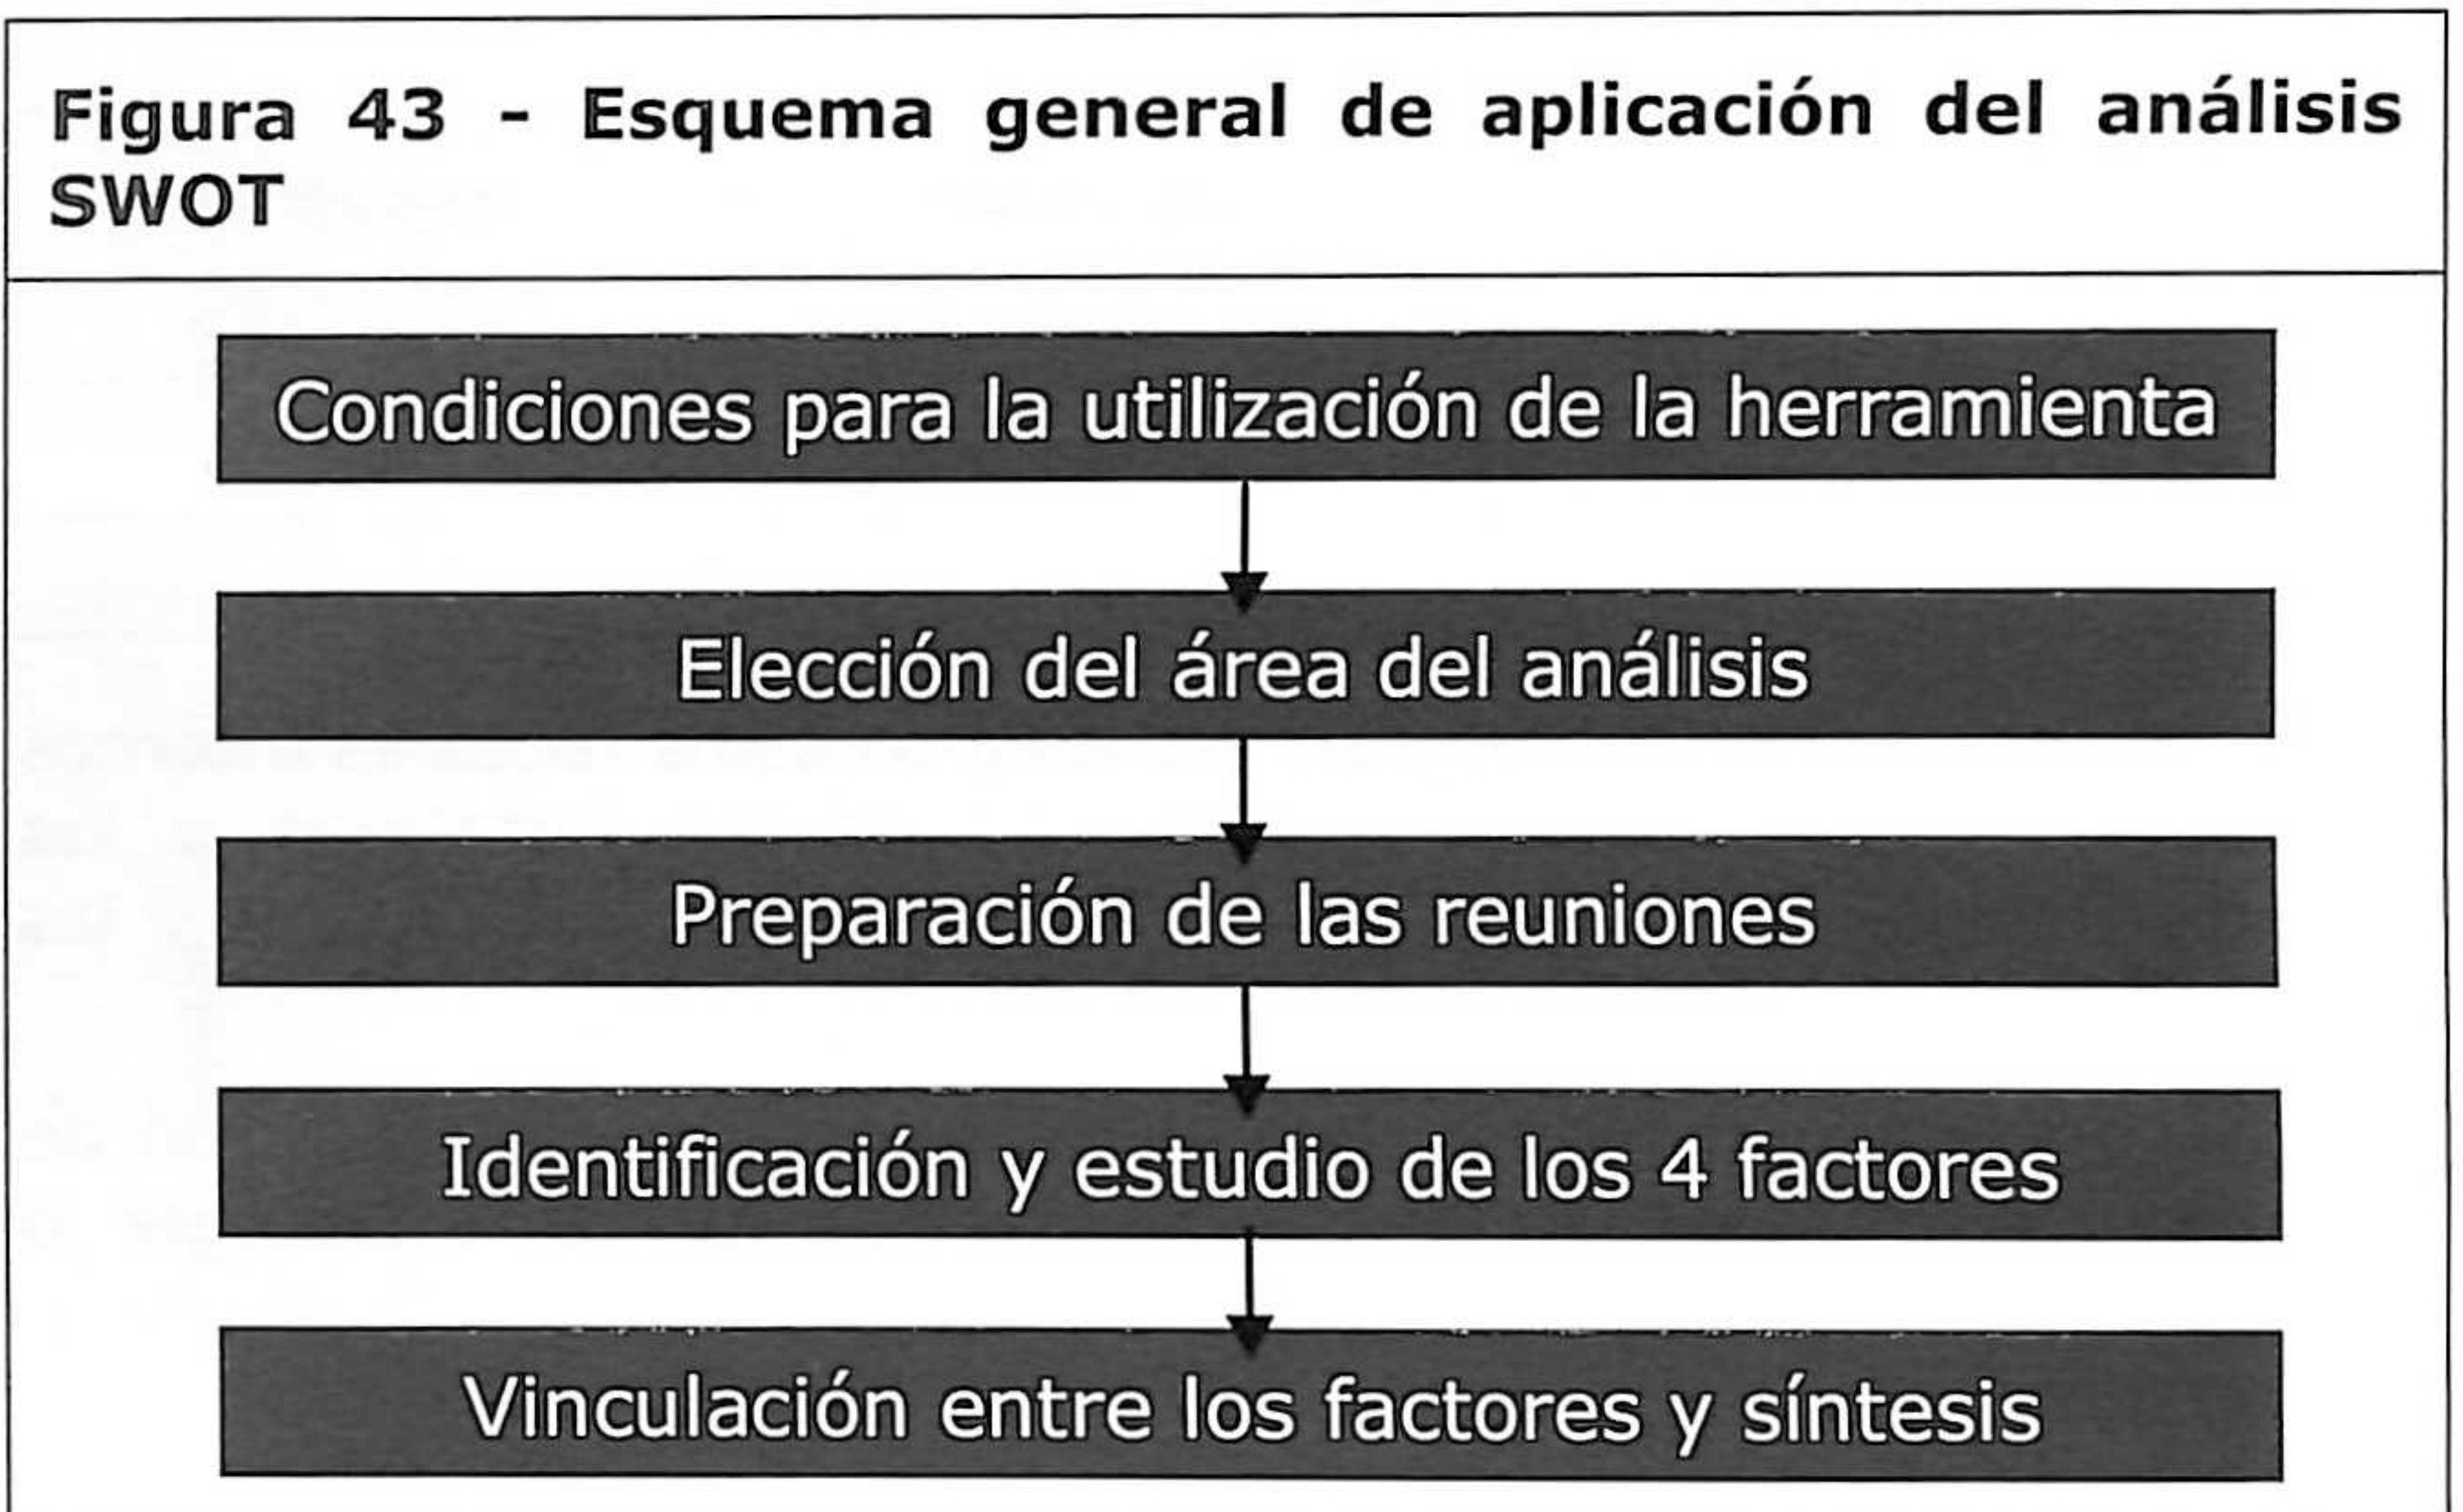 Figura 43 - Esquema general de aplicación del análisis
SWOT
Condiciones para la utilización de la herramienta
Elección del área del análisis
Preparación de las reuniones
Identificación y estudio de los 4 factores
Vinculación entre los factores y síntesis